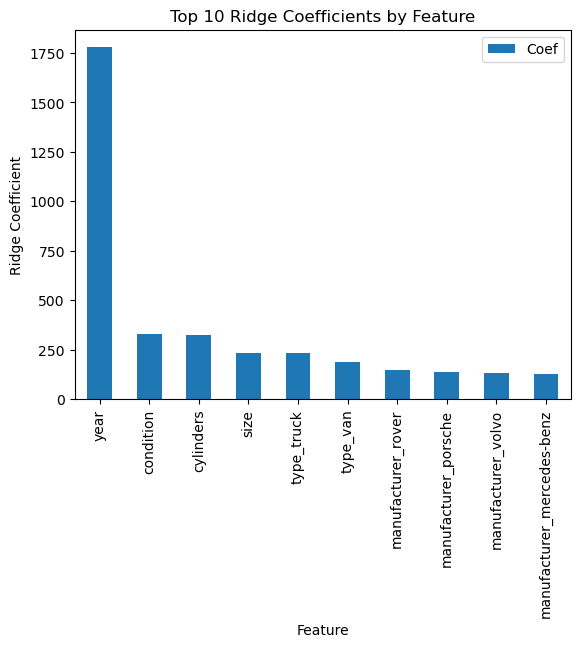 Top 10 Ridge Coefficients by Feature
Coef
Ridge Coefficient
1750
1500
1250
1000
750
500
250
0
year
condition
cylinders
size
type_truck
type_van
manufacturer_rover
manufacturer_porsche
manufacturer_volvo
manufacturer_mercedes-benz
Feature